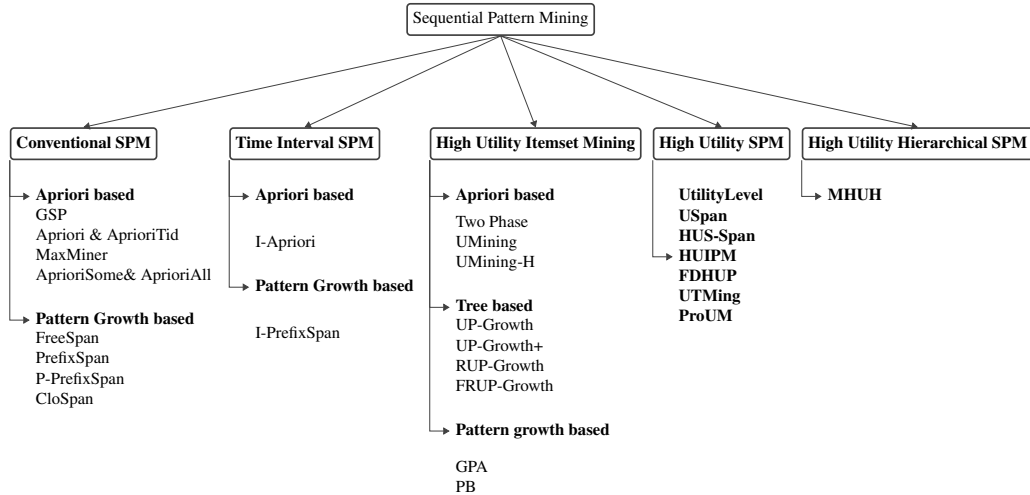 Sequential Pattern Mining
Conventional SPM
Apriori based
GSP
Apriori & AprioriTid
MaxMiner
AprioriSome& AprioriAll
Pattern Growth based
FreeSpan
PrefixSpan
P-PrefixSpan
CloSpan
Time Interval SPM
Apriori based
I-Apriori
Pattern Growth based
I-PrefixSpan
High Utility Itemset Mining
Apriori based
Two Phase
UMining
UMining-H
Tree based
UP-Growth
UP-Growth+
RUP-Growth
FRUP-Growth
Pattern growth based
GPA
PB
High Utility SPM
UtilityLevel
USpan
HUS-Span
HUIPM
FDHUP
UTMing
ProUM
High Utility Hierarchical SPM
MHUH